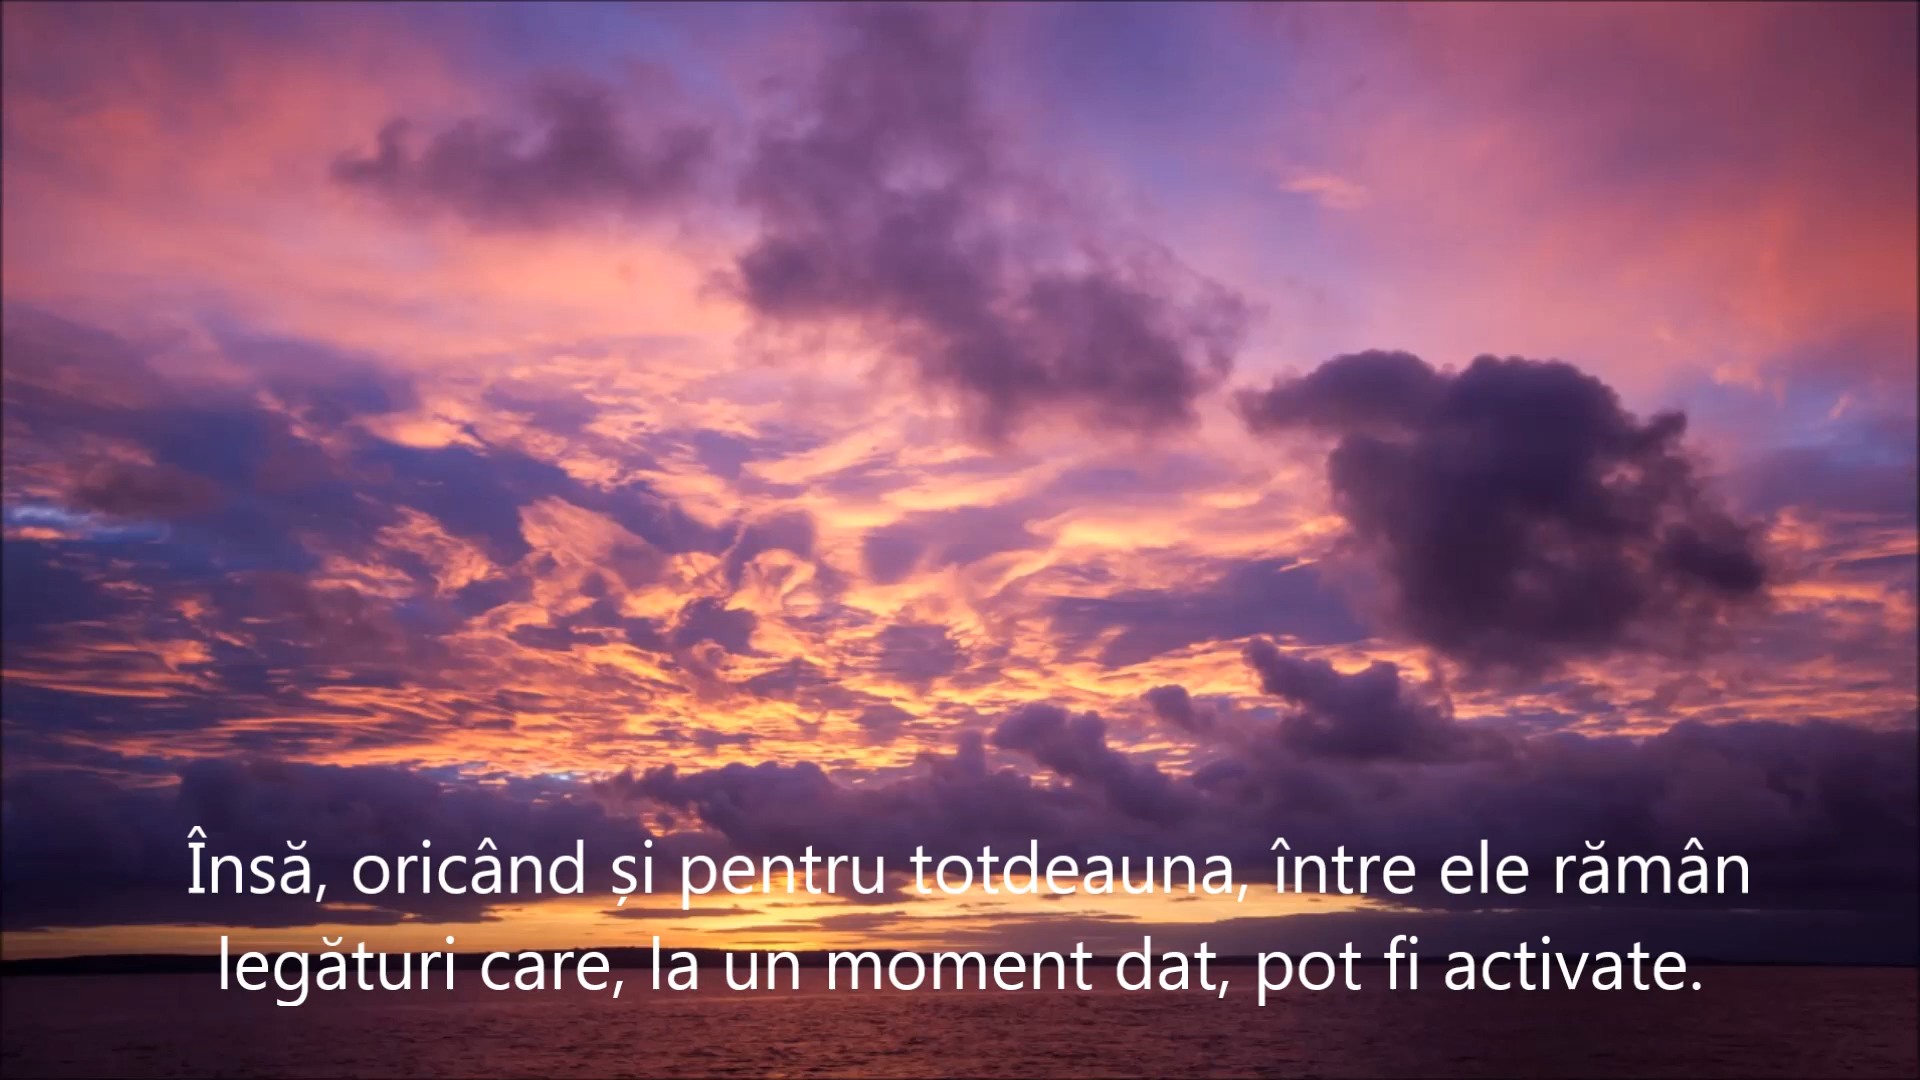 Însă, oricând și pentru totdeauna, între ele rămân
legături care, la un moment dat, pot fi activate.